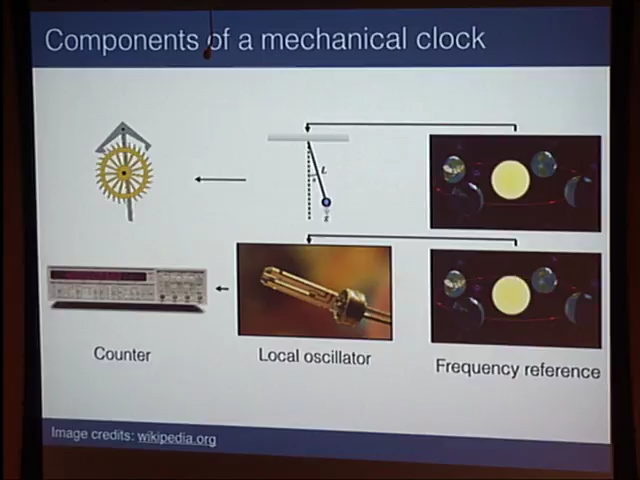 Components of a mechanical clock
L
g
Counter
Local oscillator
Frequency reference
Image credits: wikipedia.org